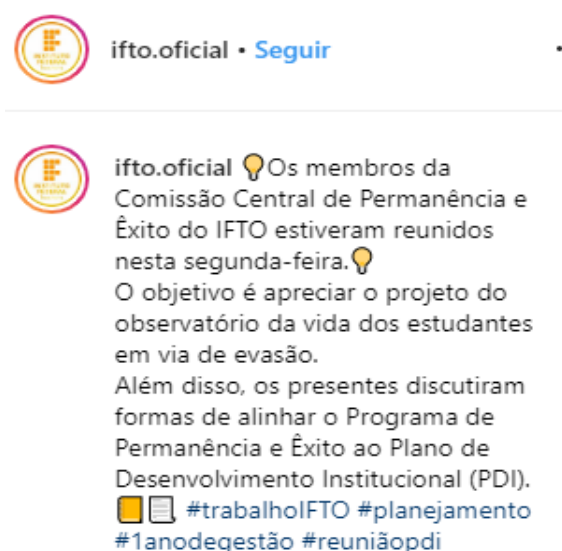 ifto.oficial • Seguir
ifto.oficial 💡Os membros da
Comissão Central de Permanência e
Êxito do IFTO estiveram reunidos
nesta segunda-feira.💡
O objetivo é apreciar o projeto do
observatório da vida dos estudantes
em via de evasão.
Além disso, os presentes discutiram
formas de alinhar o Programa de
Permanência e Êxito ao Plano de
Desenvolvimento Institucional (PDI).
📒📃 #trabalhoIFTO #planejamento
#1anodegestão #reuniãopdi